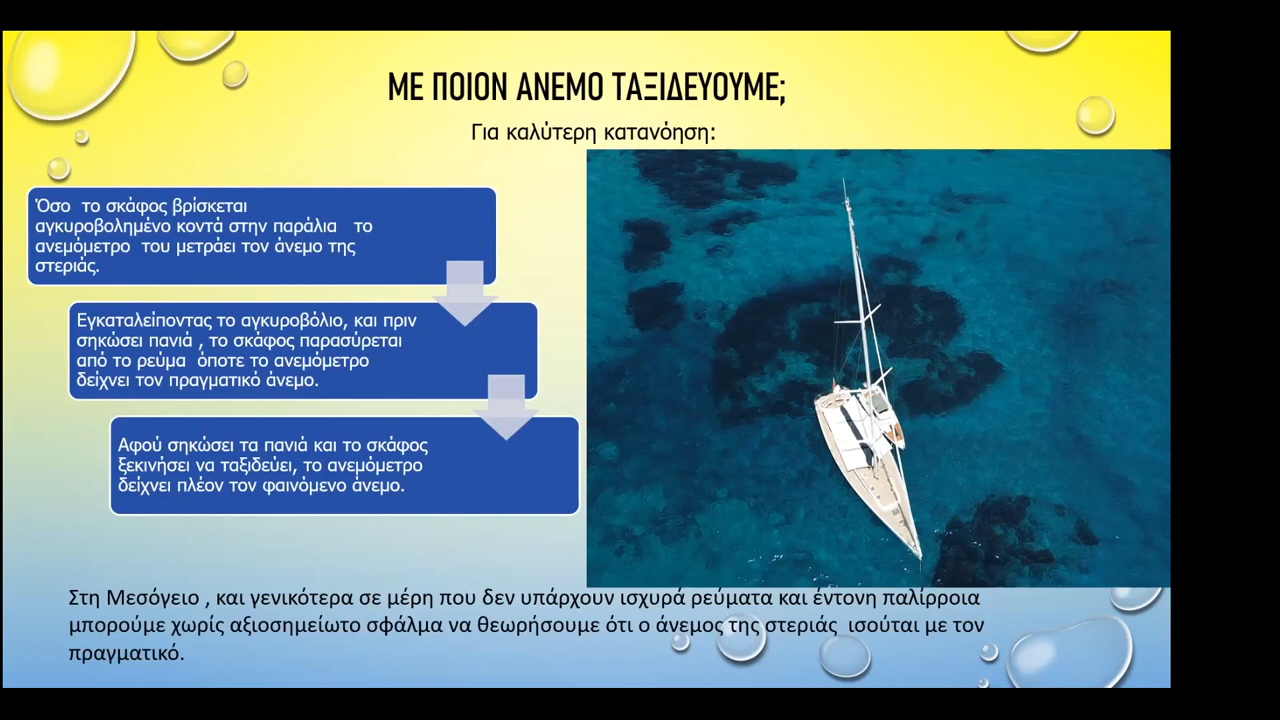 ΜΕ ΠΟΙΟΝ ΑΝΕΜΟ ΤΑΞΙΔΕΥΟΥΜΕ;
Για καλύτερη κατανόηση:
Όσο το σκάφος βρίσκεται
αγκυροβολημένο κοντά στην παράλια το
ανεμόμετρο του μετράει τον άνεμο της
στεριάς.
Εγκαταλείποντας το αγκυροβόλιο, και πριν
σηκώσει πανιά , το σκάφος παρασύρεται
από το ρεύμα όποτε το ανεμόμετρο
δείχνει τον πραγματικό άνεμο.
Αφού σηκώσει τα πανιά και το σκάφος
ξεκινήσει να ταξιδεύει, το ανεμόμετρο
δείχνει πλέον τον φαινόμενο άνεμο.
Στη Μεσόγειο , και γενικότερα σε μέρη που δεν υπάρχουν ισχυρά ρεύματα και έντονη παλίρροια
μπορούμε χωρίς αξιοσημείωτο σφάλμα να θεωρήσουμε ότι ο άνεμος της στεριάς ισούται με τον
πραγματικό.